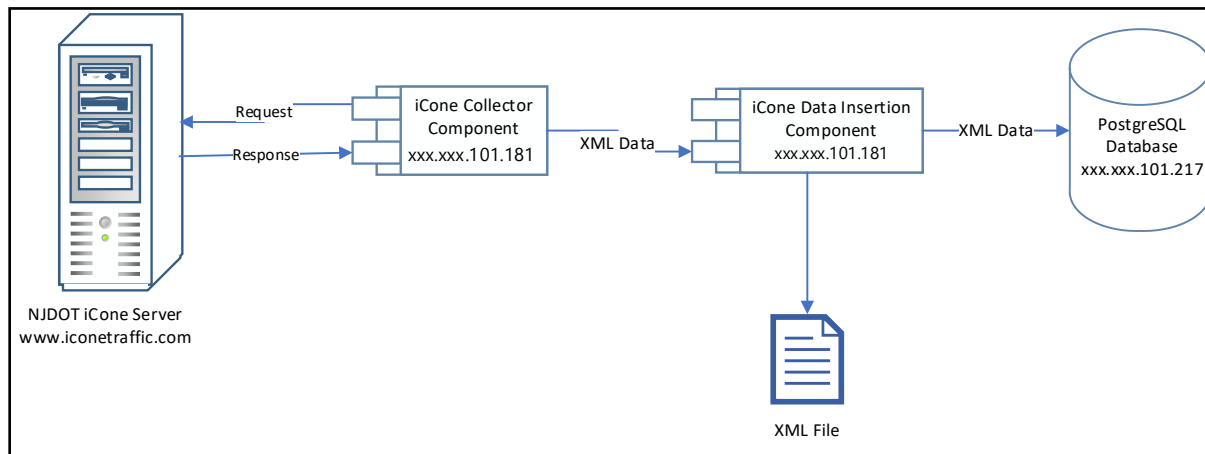 NJDOT iCone Server
www.iconetraffic.com
Request
Response
iCone Collector
Component
xxx.xxx.101.181
XML Data
iCone Data Insertion
Component
xxx.xxx.101.181
XML Data
PostgreSQL
Database
xxx.xxx.101.217
XML File